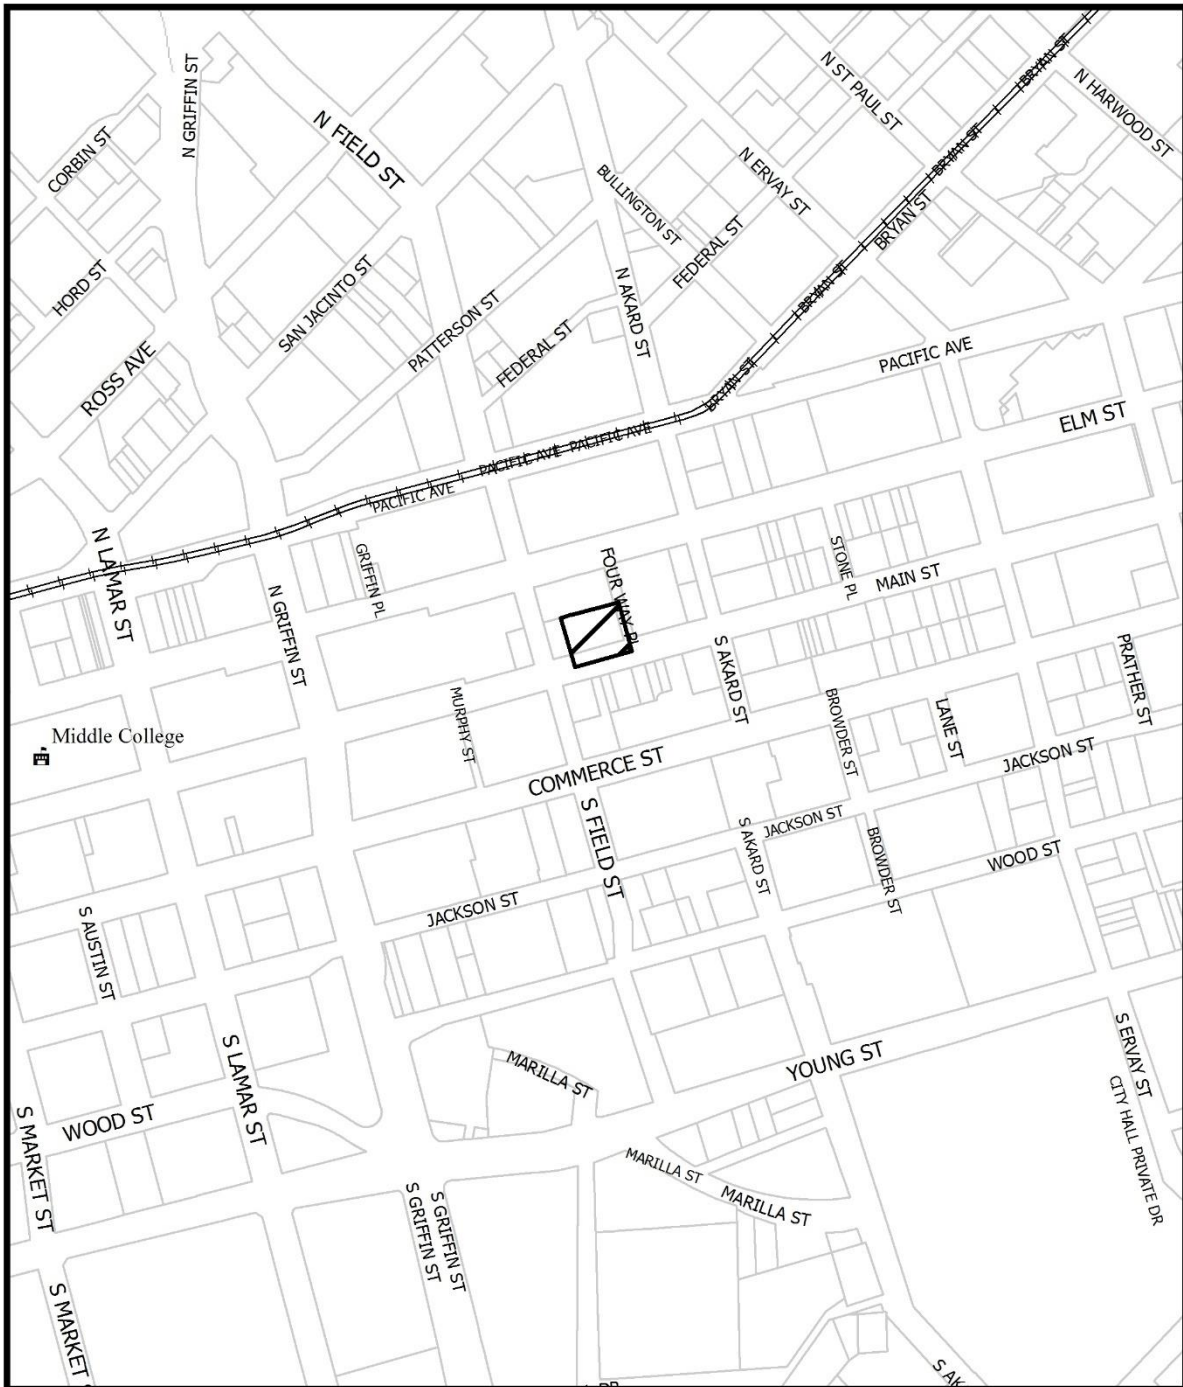 BRYAN ST
N ST PAUL ST
N HARWOOD ST
N GRIFFIN ST
N FIELD ST
CORBIN ST
BRYAN ST
N ERVAY ST
BULLINGTON ST
BRYAN ST
FEDERAL ST
HORD ST
SAN JACINTO ST
BRYAN ST
N AKARD ST
PATTERSON ST
FEDERAL ST
PACIFIC AVE
ROSS AVE
BRYAN ST
ELM ST
PACIFIC AVE
PACIFIC AVE
PACIFIC AVE
N LAMAR ST
GRIFFIN PL
FOUR WAY PL
STONE PL
MAIN ST
N GRIFFIN ST
S AKARD ST
PRATHER ST
MURPHY ST
BROWDER ST
LANE ST
Middle College
JACKSON ST
COMMERCE ST
S FIELD ST
JACKSON ST
S AKARD ST
BROWDER ST
WOOD ST
JACKSON ST
S AUSTIN ST
S ERVAY ST
YOUNG ST
MARILLA ST
S LAMAR ST
CITY HALL PRIVATE DR
WOOD ST
S MARKET ST
MARILLA ST
MARILLA ST
S GRIFFIN ST
S GRIFFIN ST
S MARKET
S AK